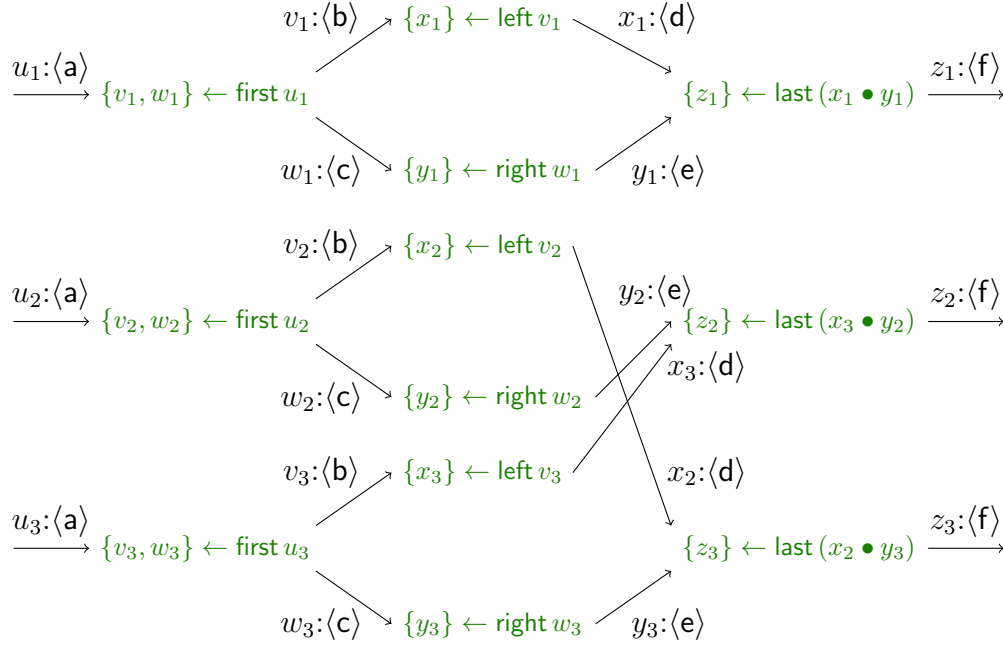 v₁:⟨b⟩ {x₁} ← left v₁ x₁:⟨d⟩
u₁:⟨a⟩ z₁:⟨f⟩
{v₁, w₁} ← first u₁ {z₁} ← last (x₁ • y₁)
w₁:⟨c⟩ {y₁} ← right w₁ y₁:⟨e⟩
v₂:⟨b⟩ {x₂} ← left v₂
u₂:⟨a⟩ y₂:⟨e⟩ z₂:⟨f⟩
{v₂, w₂} ← first u₂ {z₂} ← last (x₃ • y₂)
x₃:⟨d⟩
w₂:⟨c⟩ {y₂} ← right w₂
v₃:⟨b⟩ {x₃} ← left v₃ x₂:⟨d⟩
u₃:⟨a⟩ z₃:⟨f⟩
{v₃, w₃} ← first u₃ {z₃} ← last (x₂ • y₃)
w₃:⟨c⟩ {y₃} ← right w₃ y₃:⟨e⟩